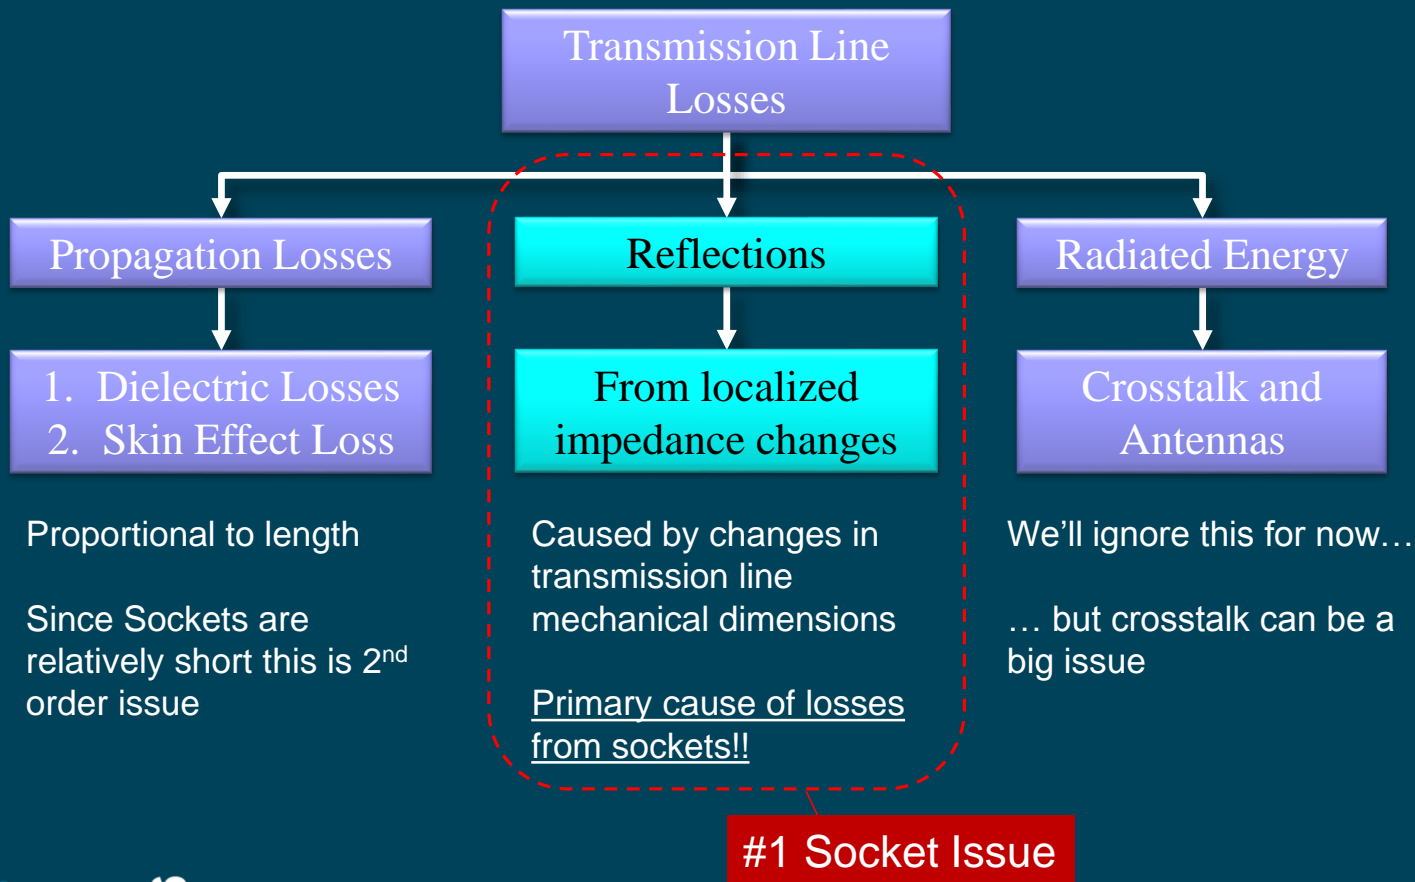 Transmission Line
Losses
Propagation Losses
Reflections
Radiated Energy
1. Dielectric Losses
2. Skin Effect Loss
From localized
impedance changes
Crosstalk and
Antennas
Proportional to length
Since Sockets are
relatively short this is 2nd
order issue
Caused by changes in
transmission line
mechanical dimensions
Primary cause of losses
from sockets!!
We’ll ignore this for now…
… but crosstalk can be a
big issue
#1 Socket Issue